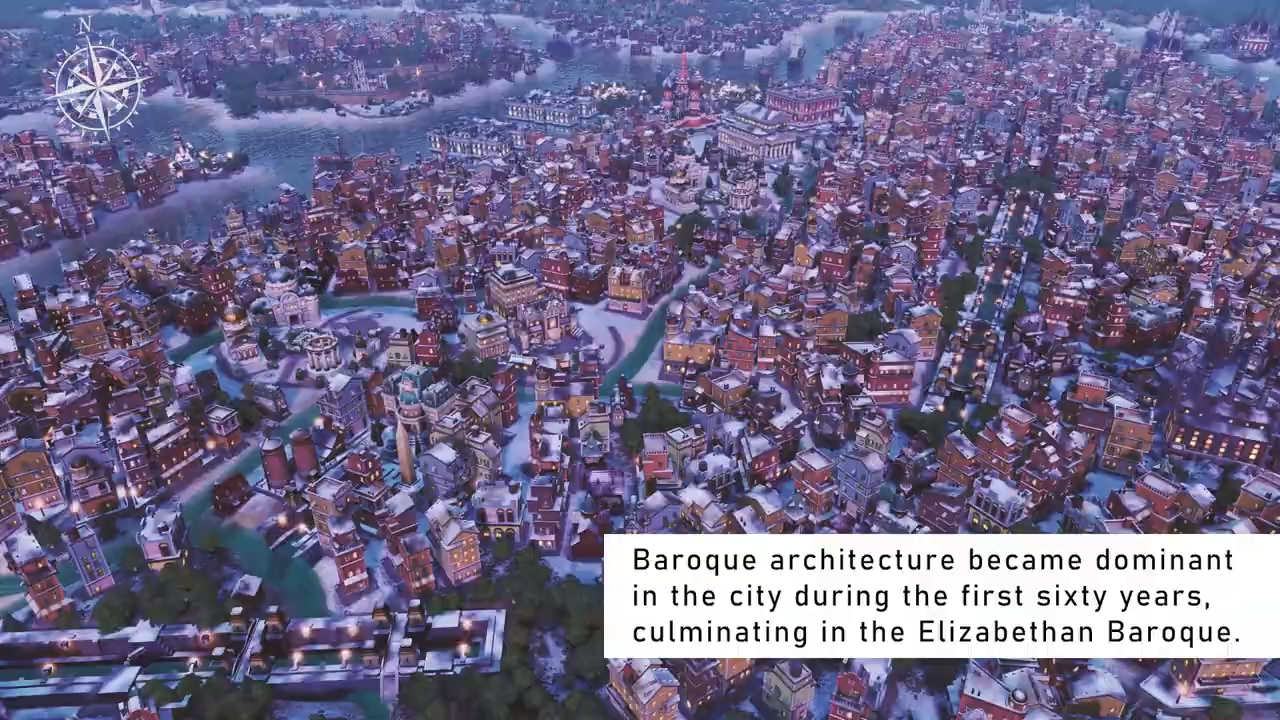 N
Baroque architecture became dominant
in the city during the first sixty years,
culminating in the Elizabethan Baroque.